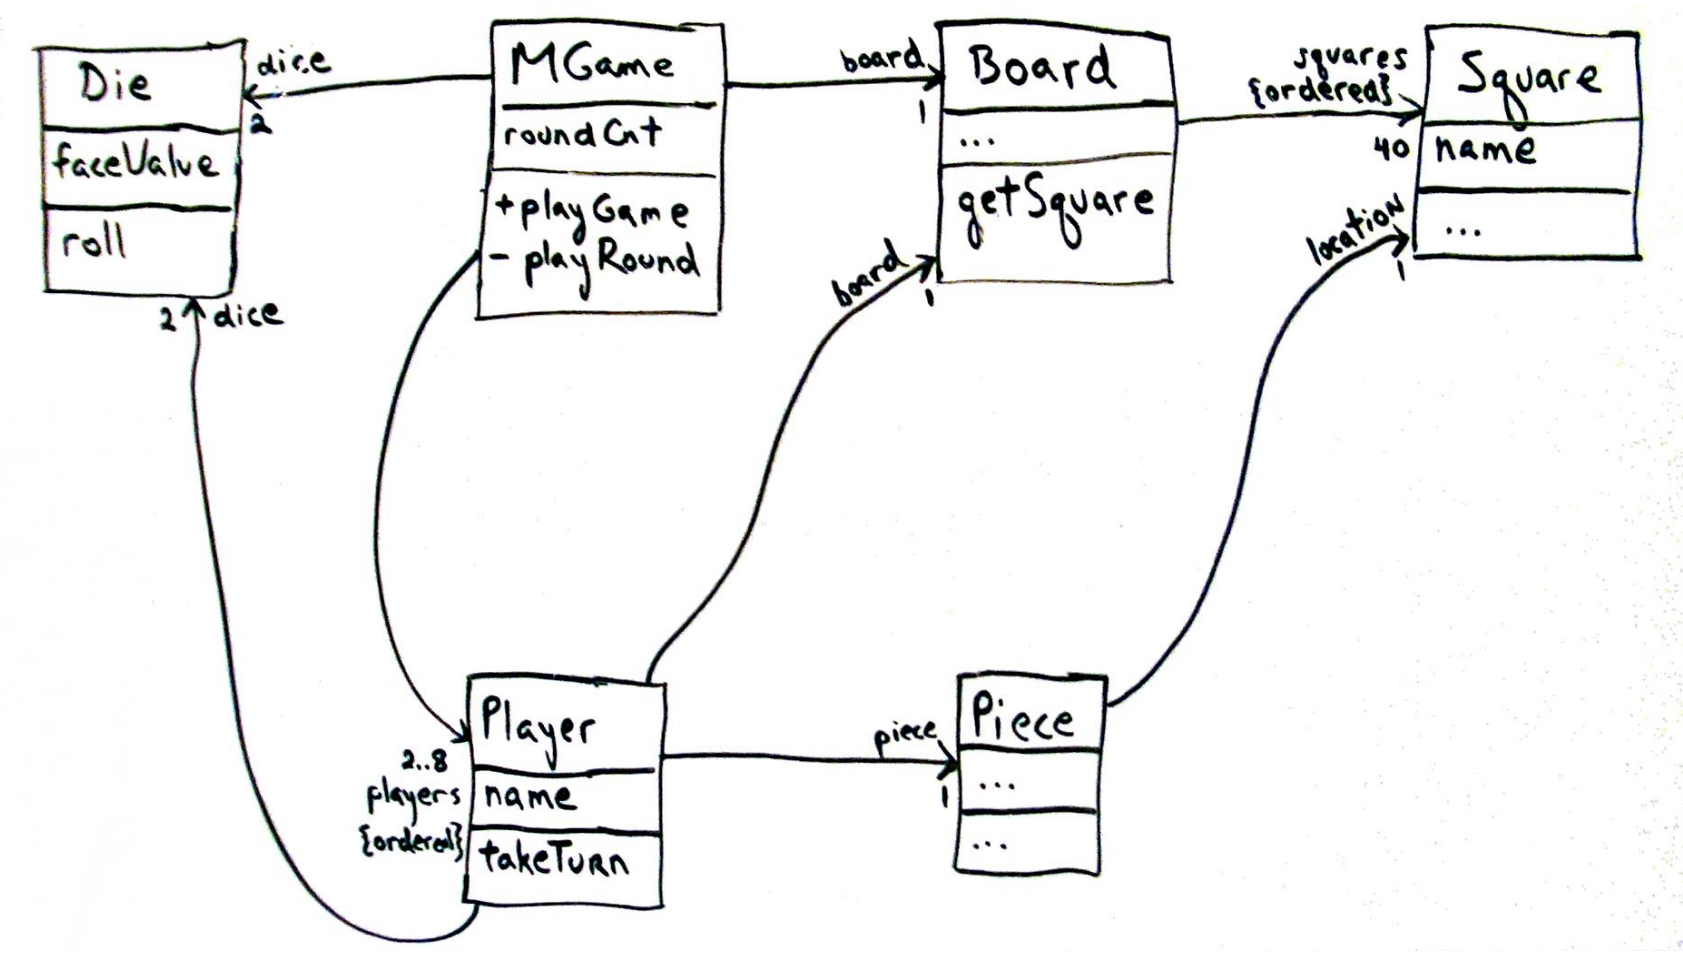 Die
faceValue
roll
dice
2
2 dice
MGame
roundCnt
+playGame
- playRound
board
1
Board
...
getSquare
board
1
squares
{ordered}
40
Square
name
...
location
1
2..8
players
{ordered}
Player
name
takeTurn
piece
1
Piece
...
...